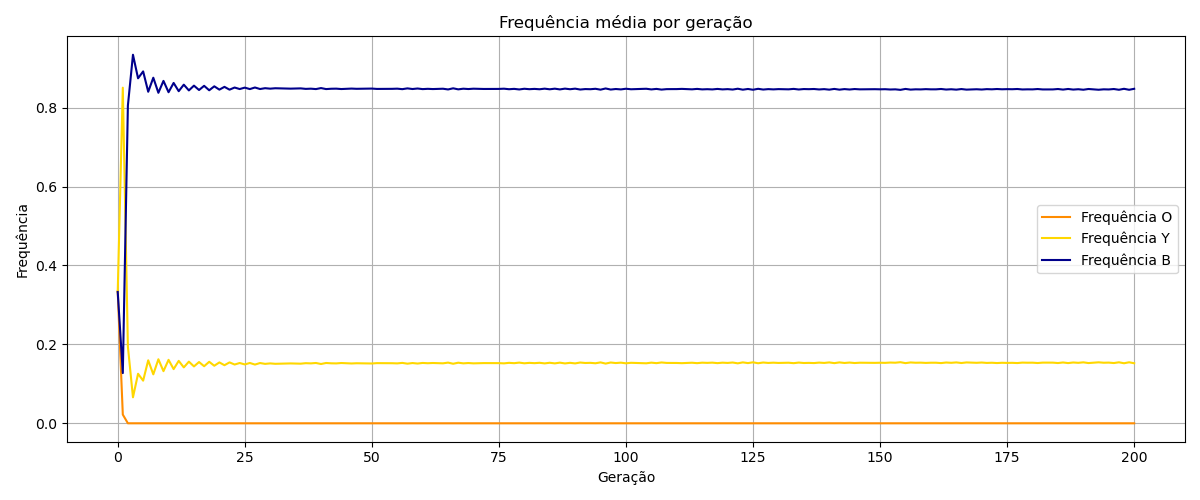 Frequência média por geração
Frequência
0.8
0.6
0.4
0.2
0.0
Frequência O
Frequência Y
Frequência B
0 25 50 75 100 125 150 175 200
Geração